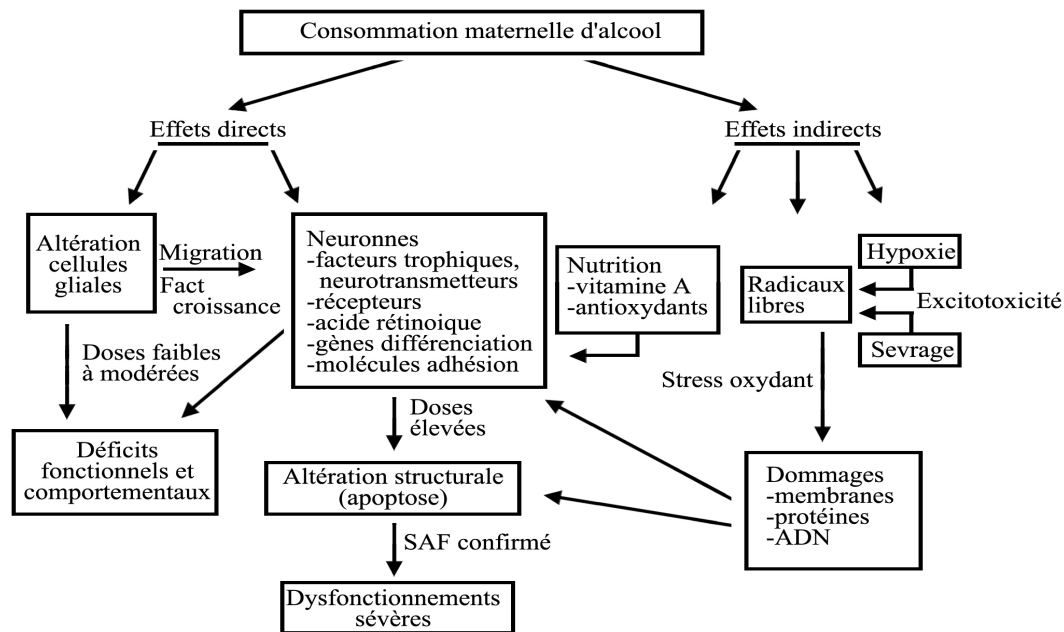 Consommation maternelle d'alcool
Effets directs
Effets indirects
Altération
cellules
gliales
Migration
Fact
croissance
Neuronnes
-facteurs trophiques,
neurotransmetteurs
-récepteurs
-acide rétinoique
-gènes différenciation
-molécules adhésion
Nutrition
-vitamine A
-antioxydants
Radicaux
libres
Hypoxie
Excitotoxicité
Sevrage
Doses faibles
à modérées
Stress oxydant
Doses
élevées
Déficits
fonctionnels et
comportementaux
Altération structurale
(apoptose)
Dommages
-membranes
-protéines
-ADN
SAF confirmé
Dysfonctionnements
sévères